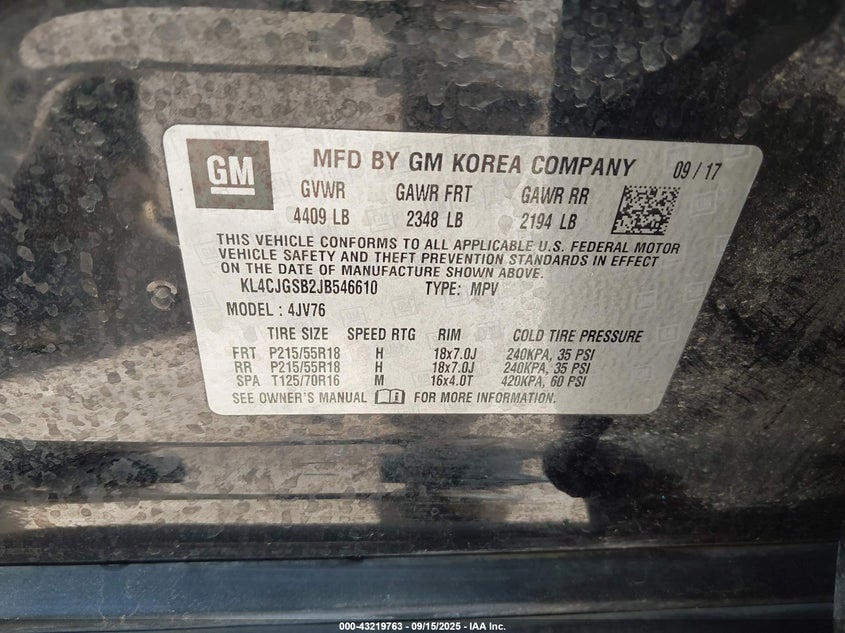 GM MFD BY GM KOREA COMPANY 09/17
GVWR GAWR FRT GAWR RR
4409 LB 2348 LB 2194 LB
THIS VEHICLE CONFORMS TO ALL APPLICABLE U.S. FEDERAL MOTOR
VEHICLE SAFETY AND THEFT PREVENTION STANDARDS IN EFFECT
ON THE DATE OF MANUFACTURE SHOWN ABOVE.
KL4CJGSB2JB546610 TYPE: MPV
MODEL : 4JV76
TIRE SIZE SPEED RTG RIM COLD TIRE PRESSURE
FRT P215/55R18 H 18x7.0J 240KPA, 35 PSI
RR P215/55R18 H 18x7.0J 240KPA, 35 PSI
SPA T125/70R16 M 16x4.0T 420KPA, 60 PSI
SEE OWNER'S MANUAL FOR MORE INFORMATION.
000-43219763 - 09/15/2025 - IAA Inc.